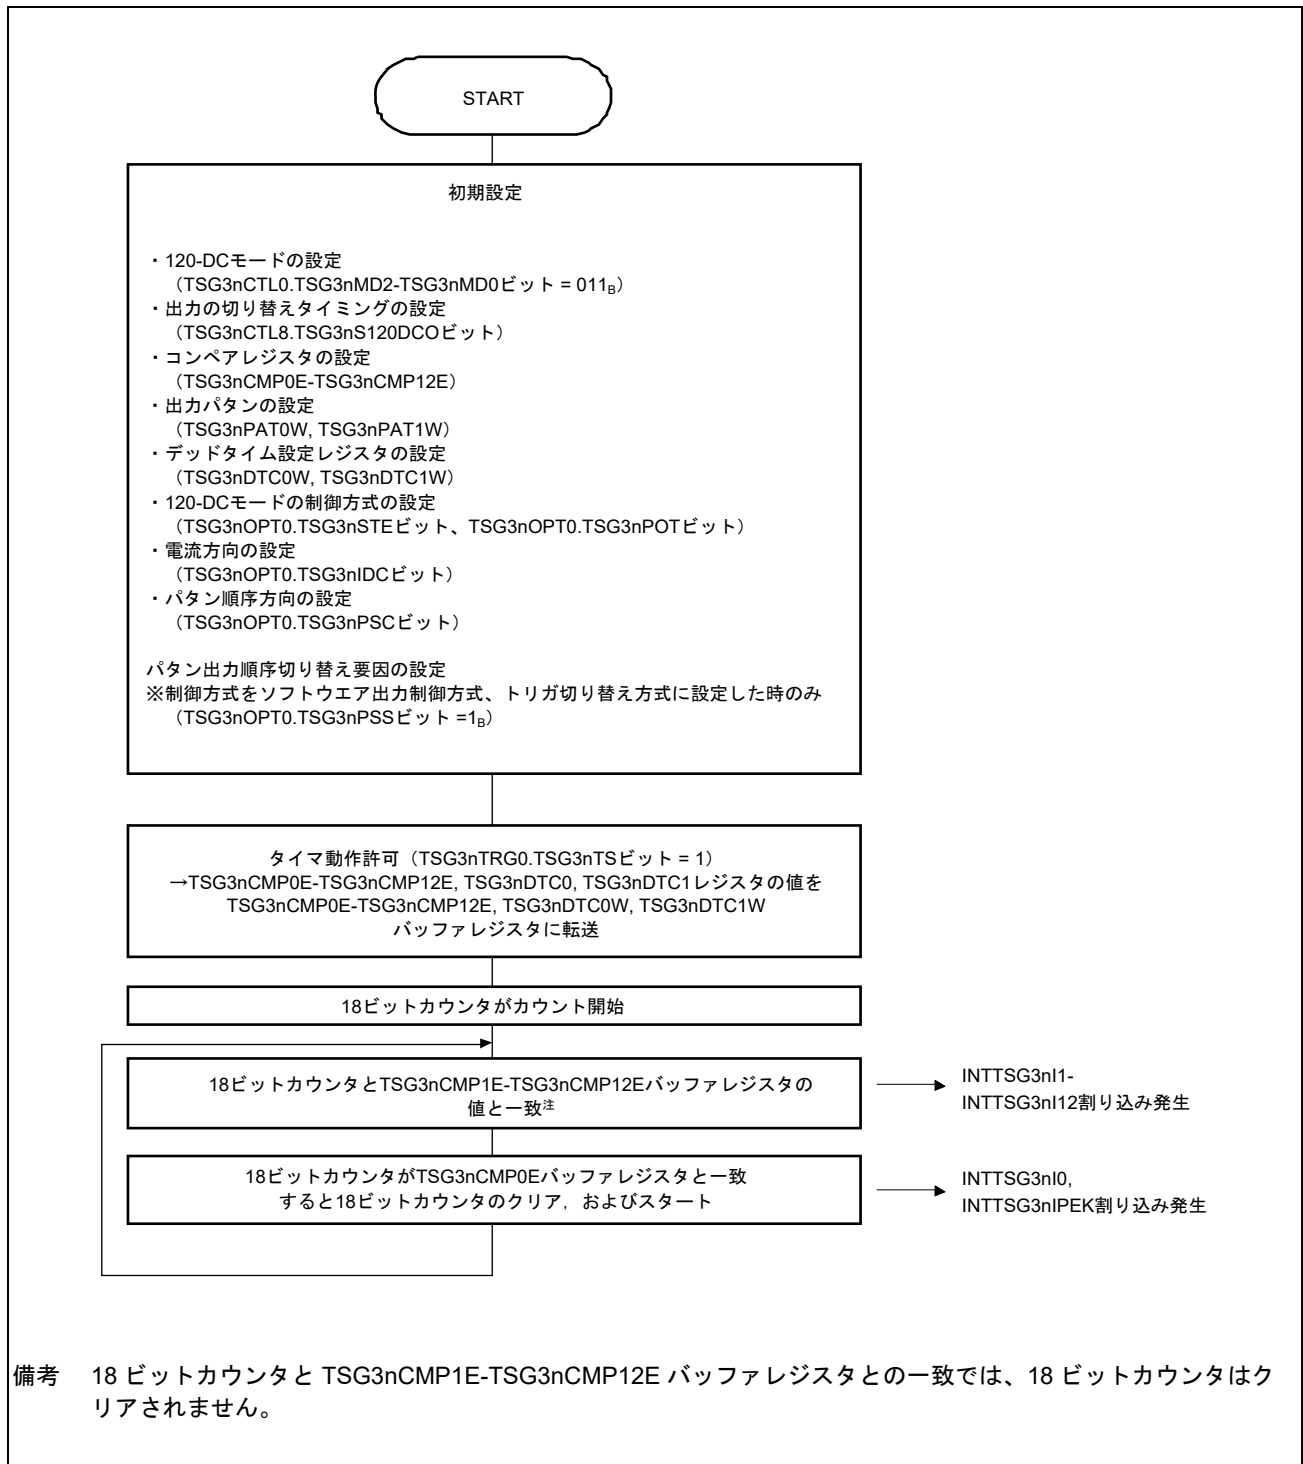 START
初期設定
・120-DCモードの設定
（TSG3nCTL0.TSG3nMD2-TSG3nMD0ビット = 011B）
・出力の切り替えタイミングの設定
（TSG3nCTL8.TSG3nS120DCOビット）
・コンペアレジスタの設定
（TSG3nCMP0E-TSG3nCMP12E）
・出力パタンの設定
（TSG3nPAT0W, TSG3nPAT1W）
・デッドタイム設定レジスタの設定
（TSG3nDTC0W, TSG3nDTC1W）
・120-DCモードの制御方式の設定
（TSG3nOPT0.TSG3nSTEビット、TSG3nOPT0.TSG3nPOTビット）
・電流方向の設定
（TSG3nOPT0.TSG3nIDCビット）
・パタン順序方向の設定
（TSG3nOPT0.TSG3nPSCビット）
パタン出力順序切り替え要因の設定
※制御方式をソフトウエア出力制御方式、トリガ切り替え方式に設定した時のみ
（TSG3nOPT0.TSG3nPSSビット =1B）
タイマ動作許可（TSG3nTRG0.TSG3nTSビット = 1）
→TSG3nCMP0E-TSG3nCMP12E, TSG3nDTC0, TSG3nDTC1レジスタの値を
TSG3nCMP0E-TSG3nCMP12E, TSG3nDTC0W, TSG3nDTC1W
バッファレジスタに転送
18ビットカウンタがカウント開始
18ビットカウンタとTSG3nCMP1E-TSG3nCMP12Eバッファレジスタの
値と一致注
INTTSG3nI1-
INTTSG3nI12割り込み発生
18ビットカウンタがTSG3nCMP0Eバッファレジスタと一致
すると18ビットカウンタのクリア，およびスタート
INTTSG3nI0,
INTTSG3nIPEK割り込み発生
備考 18 ビットカウンタと TSG3nCMP1E-TSG3nCMP12E バッファレジスタとの一致では、18 ビットカウンタはク
リアされません。